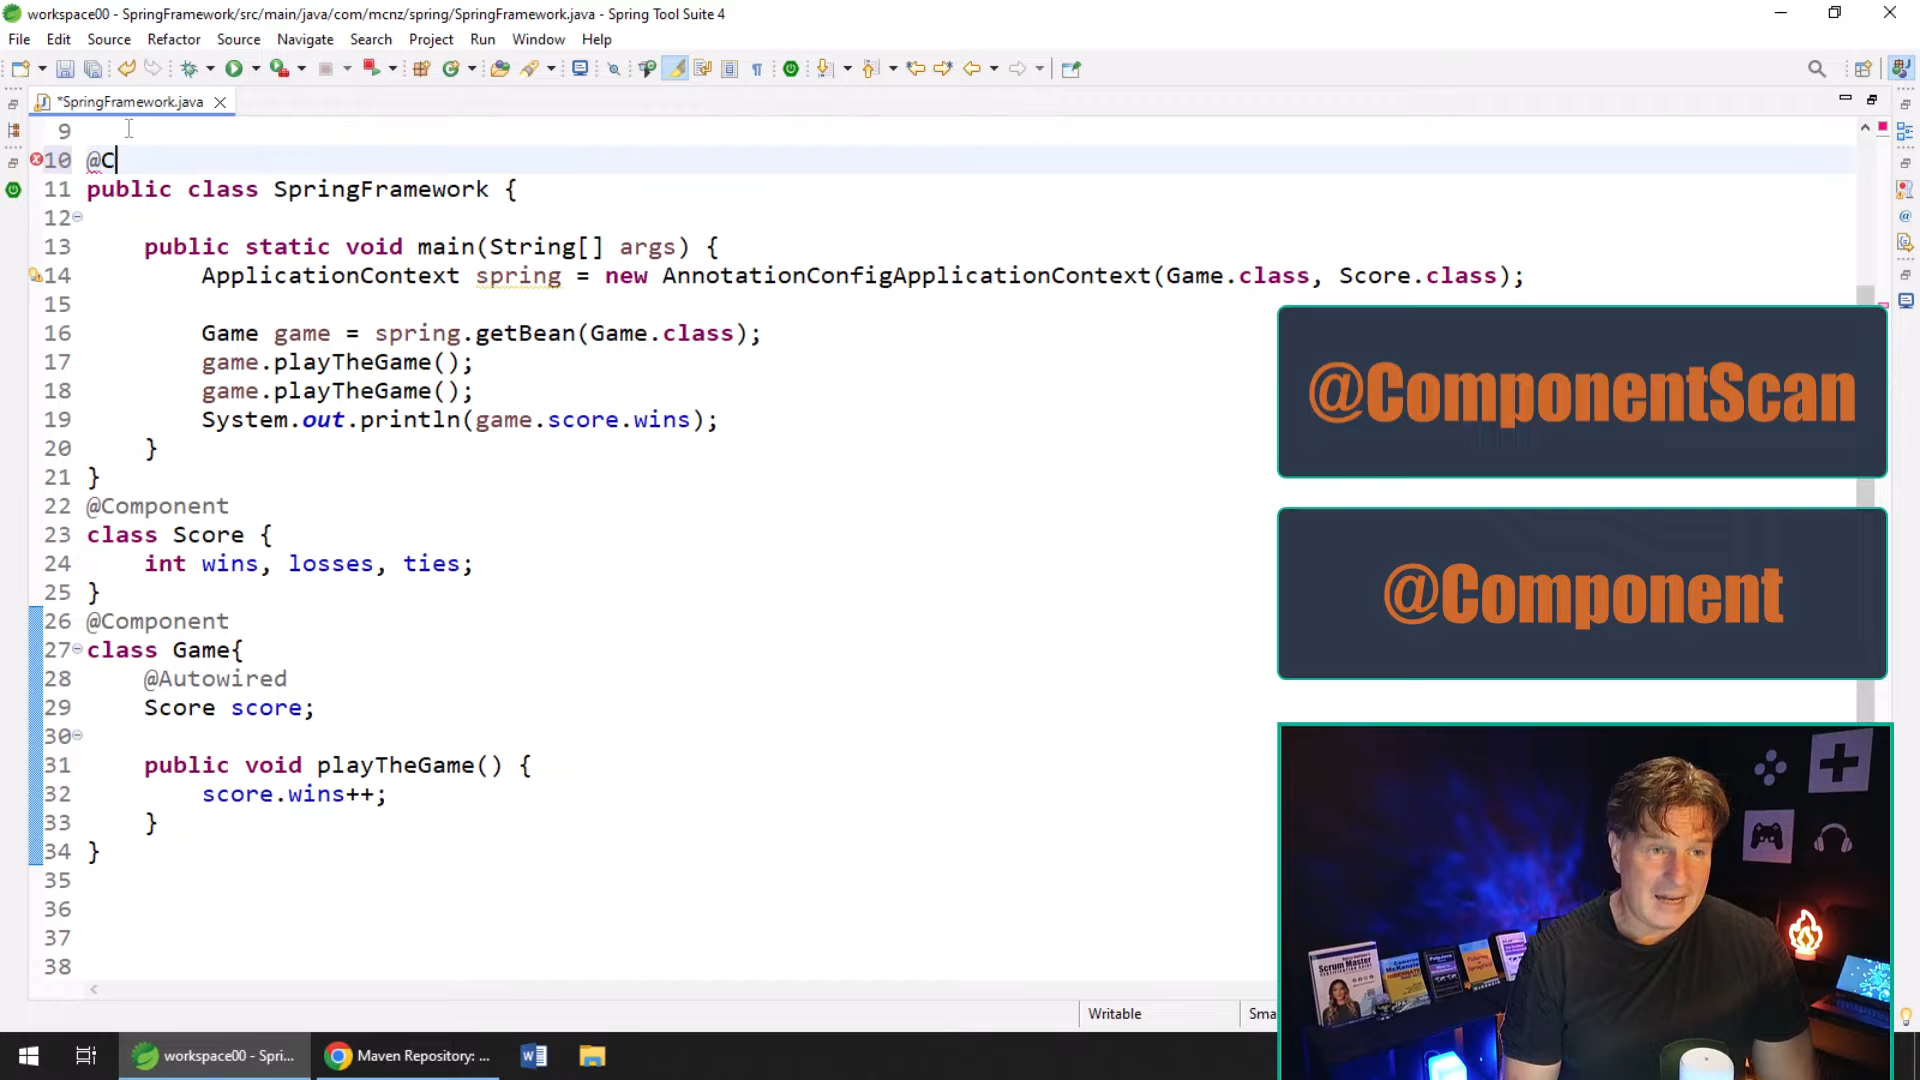 workspace00 - SpringFramework/src/main/java/com/mcnz/spring/SpringFramework.java - Spring Tool Suite 4
File Edit Source Refactor Source Navigate Search Project Run Window Help
*SpringFramework.java
9
10 @C
11 public class SpringFramework {
12
13 public static void main(String[] args) {
14 ApplicationContext spring = new AnnotationConfigApplicationContext(Game.class, Score.class);
15
16 Game game = spring.getBean(Game.class);
17 game.playTheGame();
18 game.playTheGame();
19 System.out.println(game.score.wins);
20 }
21 }
22 @Component
23 class Score {
24 int wins, losses, ties;
25 }
26 @Component
27 class Game{
28 @Autowired
29 Score score;
30
31 public void playTheGame() {
32 score.wins++;
33 }
34 }
35
36
37
38
@ComponentScan
@Component
Scrum Master
HIBERNATE
Writable
Sma
workspace00 - Spri...
Maven Repository: ...